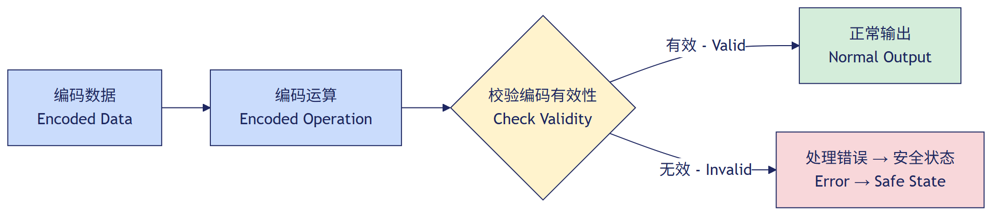 编码数据
Encoded Data
编码运算
Encoded Operation
校验编码有效性
Check Validity
有效 - Valid
正常输出
Normal Output
无效 - Invalid
处理错误 → 安全状态
Error → Safe State